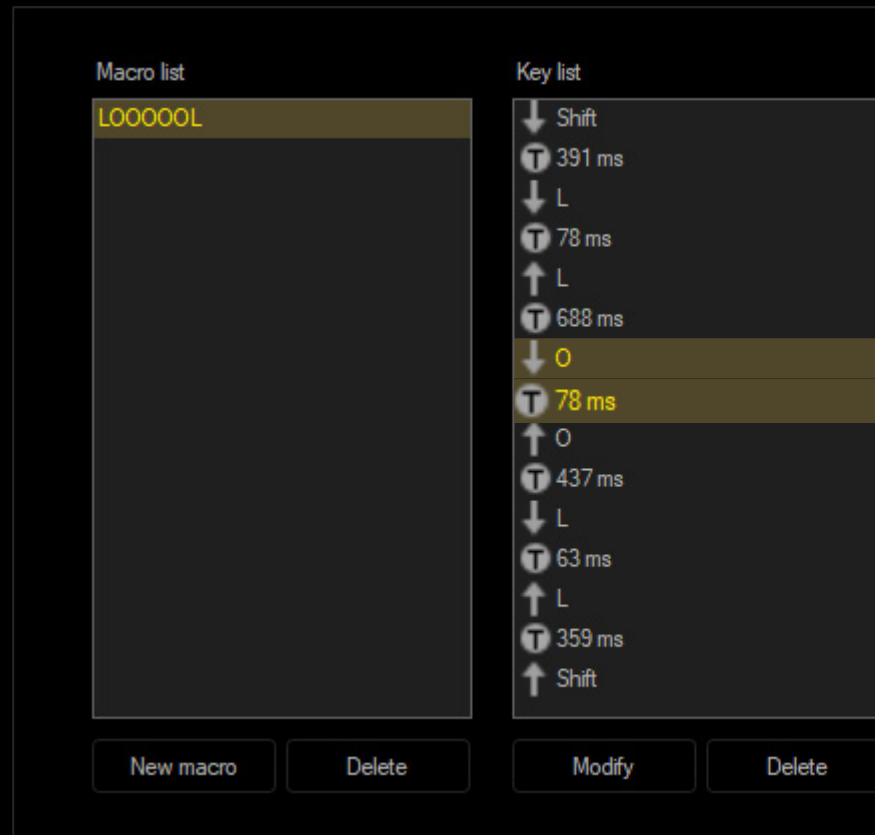 Macro list
LOOOOOL
New macro
Delete
Key list
Shift
T 391 ms
L
T 78 ms
L
T 688 ms
O
T 78 ms
O
T 437 ms
L
T 63 ms
L
T 359 ms
Shift
Modify
Delete